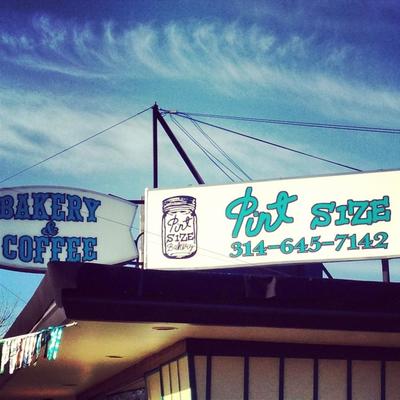 BAKERY
&
COFFEE
Pint
SIZE
Bakery
Pint SIZE
314-645-7142